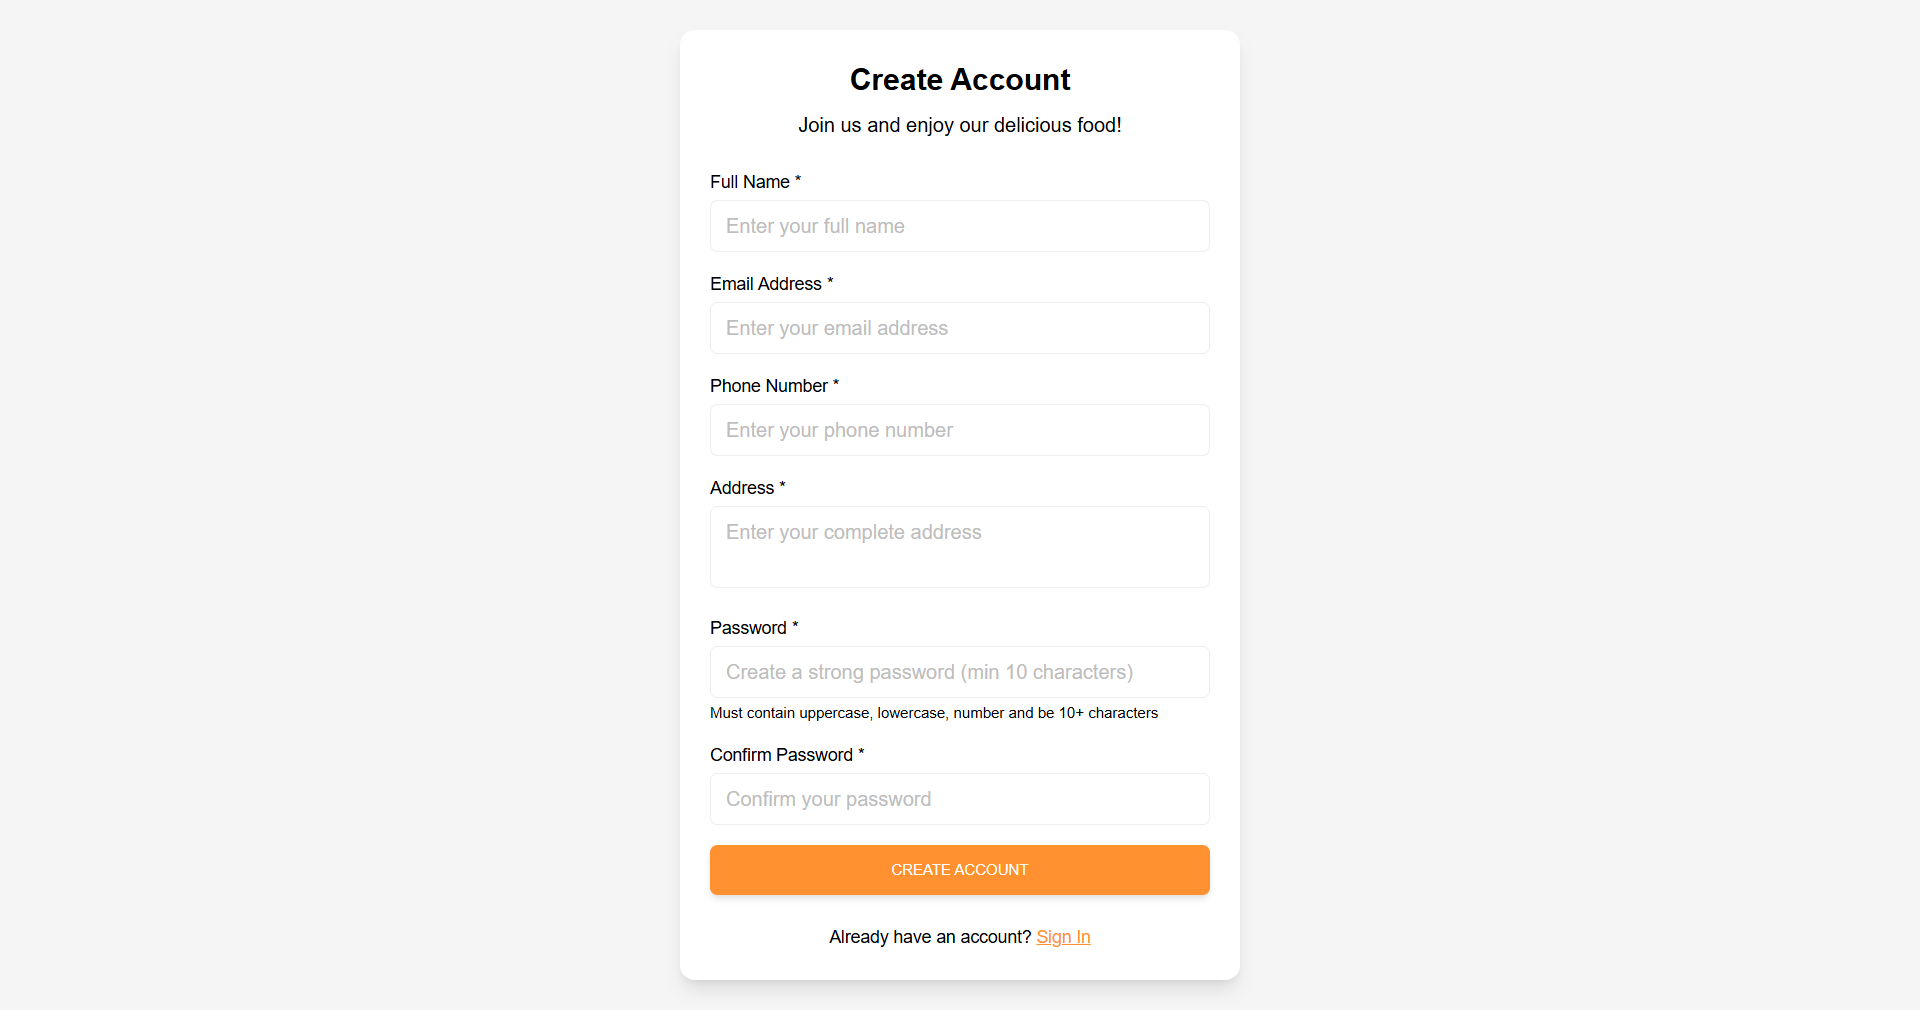 Create Account
Join us and enjoy our delicious food!
Full Name *
Enter your full name
Email Address *
Enter your email address
Phone Number *
Enter your phone number
Address *
Enter your complete address
Password *
Create a strong password (min 10 characters)
Must contain uppercase, lowercase, number and be 10+ characters
Confirm Password *
Confirm your password
CREATE ACCOUNT
Already have an account? Sign In